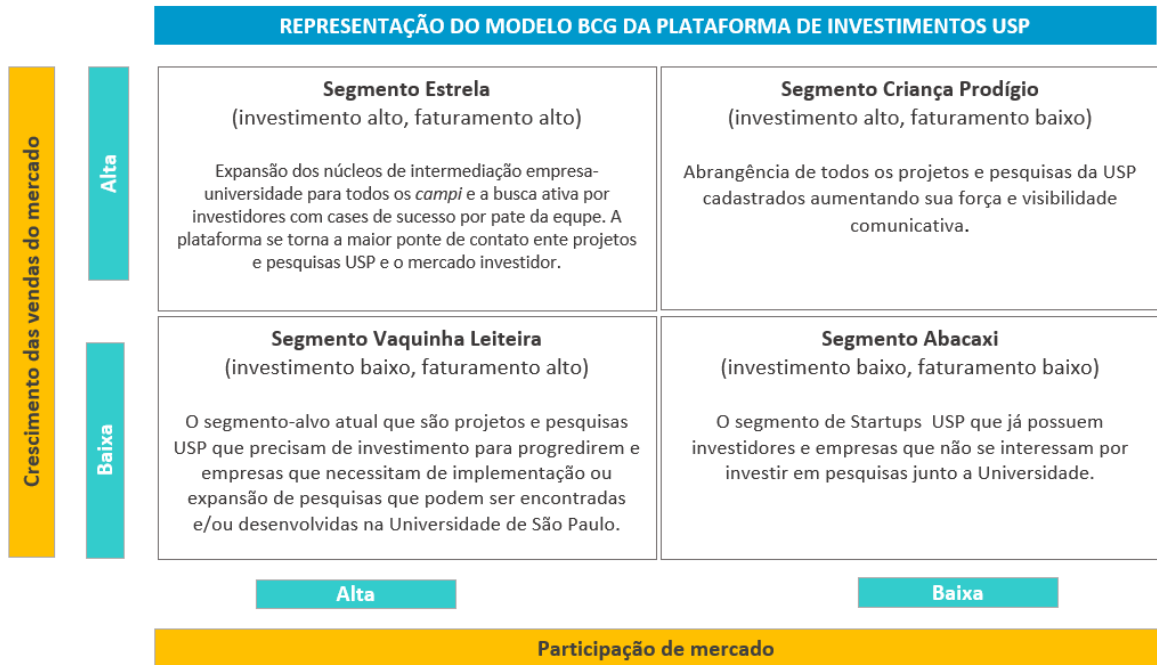 REPRESENTAÇÃO DO MODELO BCG DA PLATAFORMA DE INVESTIMENTOS USP
Crescimento das vendas do mercado
Alta
Segmento Estrela
(investimento alto, faturamento alto)
Expansão dos núcleos de intermediação empresa-
universidade para todos os campi e a busca ativa por
investidores com cases de sucesso por pate da equpe. A
plataforma se torna a maior ponte de contato ente projetos
e pesquisas USP e o mercado investidor.
Segmento Criança Prodígio
(investimento alto, faturamento baixo)
Abrangência de todos os projetos e pesquisas da USP
cadastrados aumentando sua força e visibilidade
comunicativa.
Baixa
Segmento Vaquinha Leiteira
(investimento baixo, faturamento alto)
O segmento-alvo atual que são projetos e pesquisas
USP que precisam de investimento para progredirem e
empresas que necessitam de implementação ou
expansão de pesquisas que podem ser encontradas
e/ou desenvolvidas na Universidade de São Paulo.
Segmento Abacaxi
(investimento baixo, faturamento baixo)
O segmento de Startups USP que já possuem
investidores e empresas que não se interessam por
investir em pesquisas junto a Universidade.
Alta
Baixa
Participação de mercado